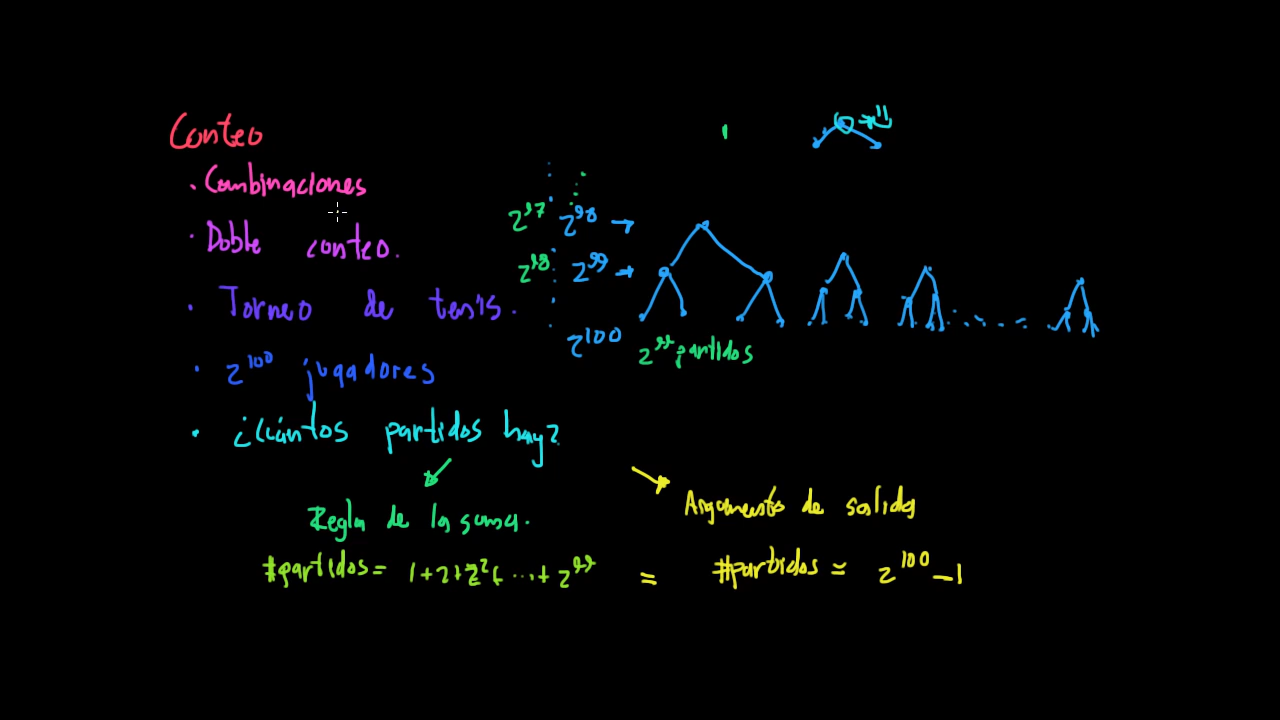 Conteo
· Combinaciones
· Doble conteo.
· Torneo de tenis.
· 2^100 jugadores
· ¿Cuántos partidos hay?
2^97 2^98 →
2^98 2^99 →
2^100
2^99 partidos
Regla de la suma.
#partidos = 1+2+2^2+...+2^99
=
Argumento de salida
#partidos = 2^100 - 1